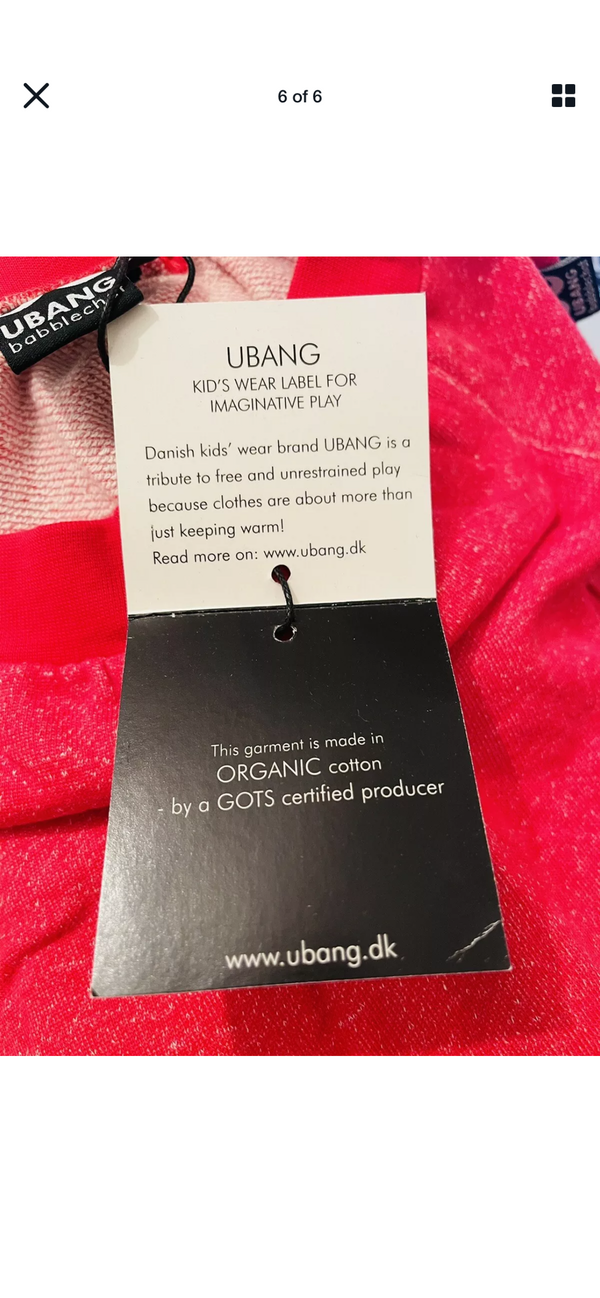 6 of 6
UBANG
UBANG
KID'S WEAR LABEL FOR
IMAGINATIVE PLAY
Danish kids' wear brand UBANG is a
tribute to free and unrestrained play
because clothes are about more than
just keeping warm!
Read more on: www.ubang.dk
This garment is made in
ORGANIC cotton
- by a GOTS certified producer
www.ubang.dk